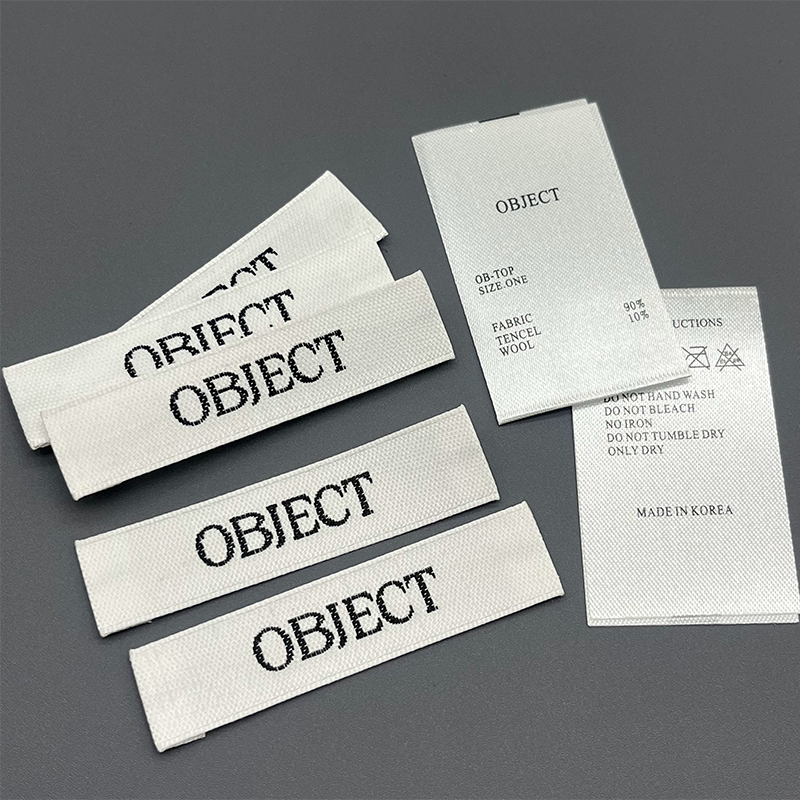 OBJECT
OBJECT
OBJECT
OBJECT
OBJECT
OB-TOP
SIZE.ONE
FABRIC 90%
TENCEL 10%
WOOL
UCTIONS
DO NOT HAND WASH
DO NOT BLEACH
NO IRON
DO NOT TUMBLE DRY
ONLY DRY
MADE IN KOREA